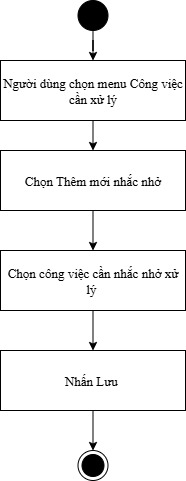 Người dùng chọn menu Công việc
cần xử lý
Chọn Thêm mới nhắc nhở
Chọn công việc cần nhắc nhở xử
lý
Nhấn Lưu